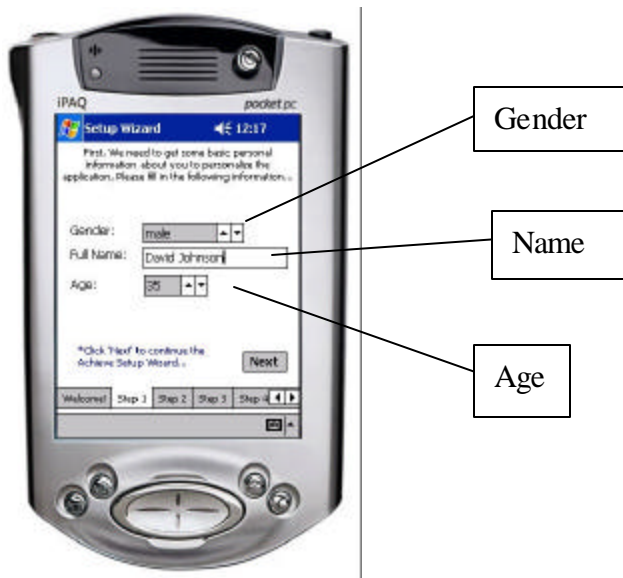 iPAQ
pocket pc
Setup Wizard 12:17
First, We need to get some basic personal
information about you to personalize the
application. Please fill in the following information...
Gender: male
Full Name: David Johnson
Age: 35
*Click 'Next' to continue the
Achieve Setup Wizard...
Next
Welcome! Step 1 Step 2 Step 3 Step 4
Gender
Name
Age